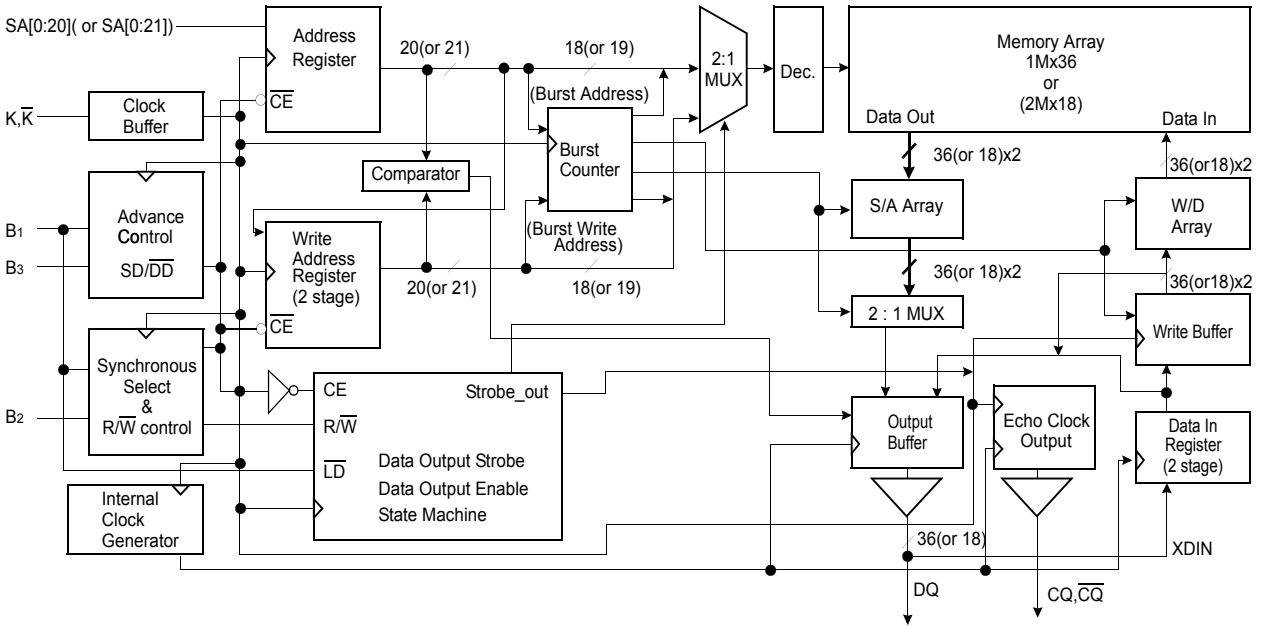 SA[0:20]( or SA[0:21])
Address
Register
CE
20(or 21)
18(or 19)
(Burst Address)
2:1
MUX
Dec.
Memory Array
1Mx36
or
(2Mx18)
Data Out
Data In
K,K
Clock
Buffer
Comparator
Burst
Counter
36(or 18)x2
36(or18)x2
S/A Array
W/D
Array
B1
B3
Advance
Control
SD/DD
Write
Address
Register
(2 stage)
CE
(Burst Write
Address)
20(or 21)
18(or 19)
36(or 18)x2
36(or18)x2
2 : 1 MUX
Write Buffer
B2
Synchronous
Select
&
R/W control
CE
Strobe_out
R/W
LD
Data Output Strobe
Data Output Enable
State Machine
Output
Buffer
Echo Clock
Output
Data In
Register
(2 stage)
Internal
Clock
Generator
36(or 18)
XDIN
DQ
CQ,CQ